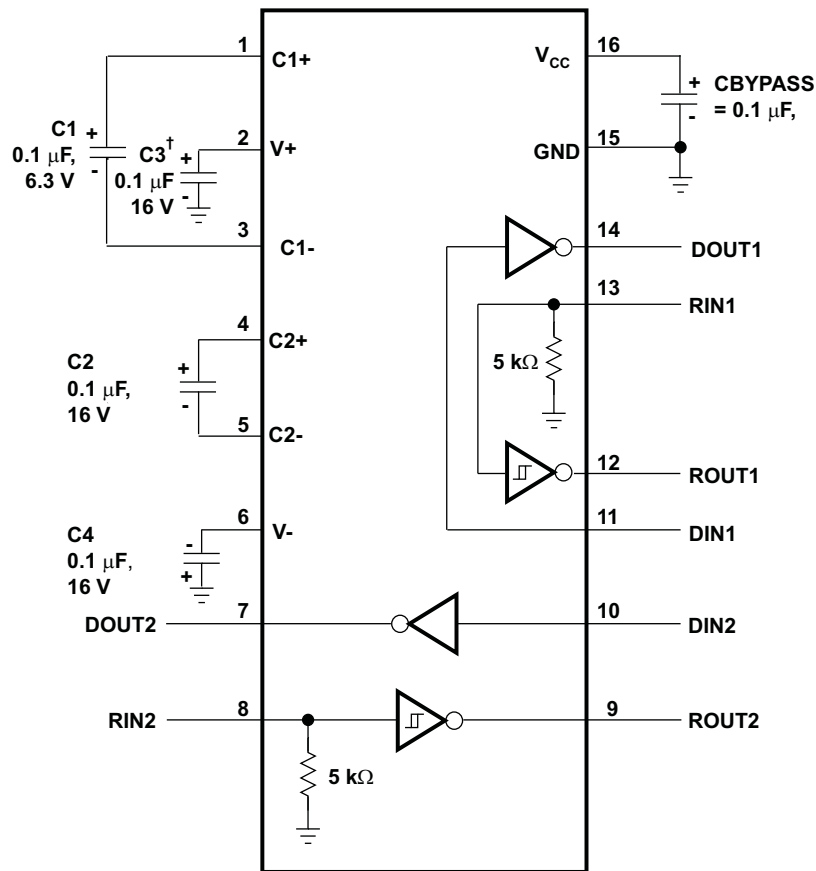 1
C1+
C1
0.1 μF,
6.3 V
+
-
2
V+
C3†
0.1 μF
16 V
+
-
3
C1-
4
C2+
C2
0.1 μF,
16 V
+
-
5
C2-
6
V-
C4
0.1 μF,
16 V
-
+
DOUT2
7
RIN2
8
5 kΩ
VCC
16
+
-
CBYPASS
= 0.1 μF,
GND
15
14
DOUT1
13
RIN1
5 kΩ
12
ROUT1
11
DIN1
10
DIN2
9
ROUT2